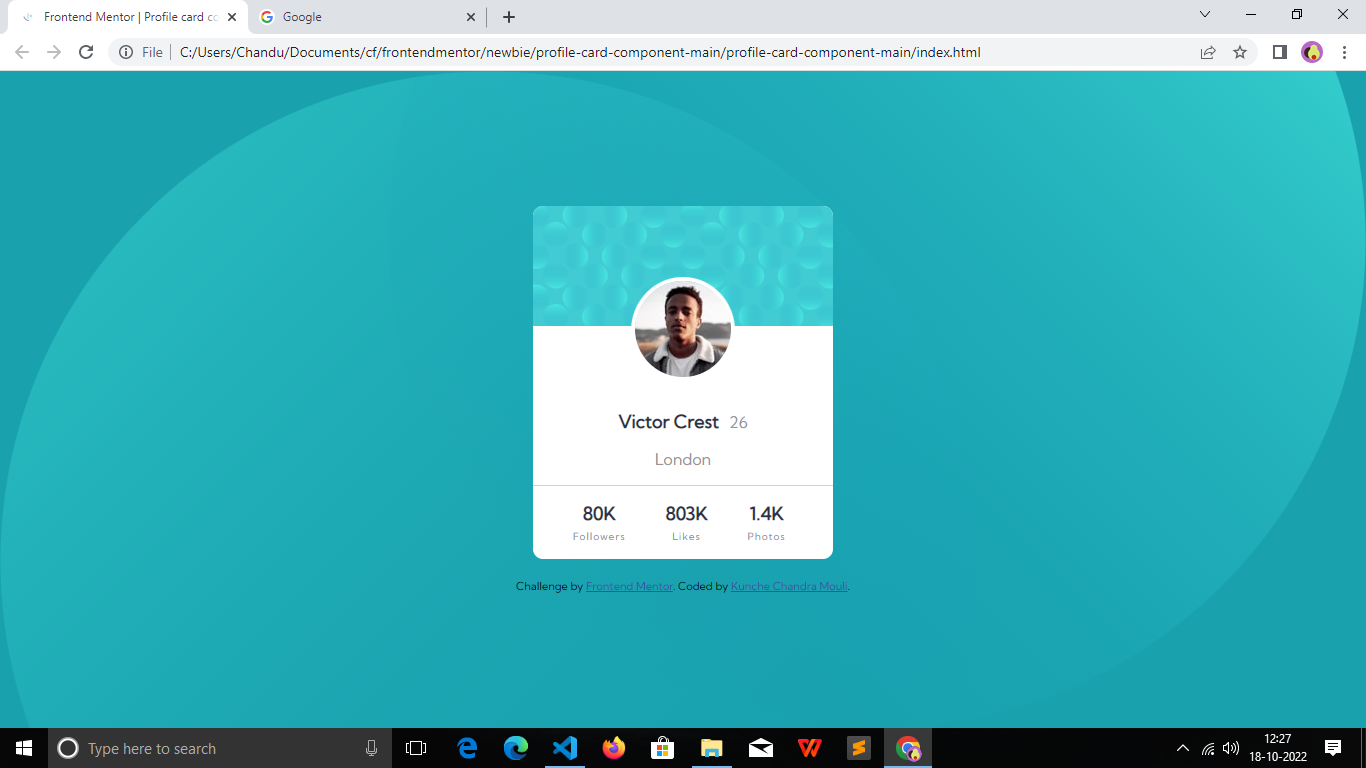 Frontend Mentor | Profile card co
Google
File
C:/Users/Chandu/Documents/cf/frontendmentor/newbie/profile-card-component-main/profile-card-component-main/index.html
Victor Crest 26
London
80K 803K 1.4K
Followers Likes Photos
Challenge by Frontend Mentor. Coded by Kunche Chandra Mouli.
Type here to search
12:27
18-10-2022